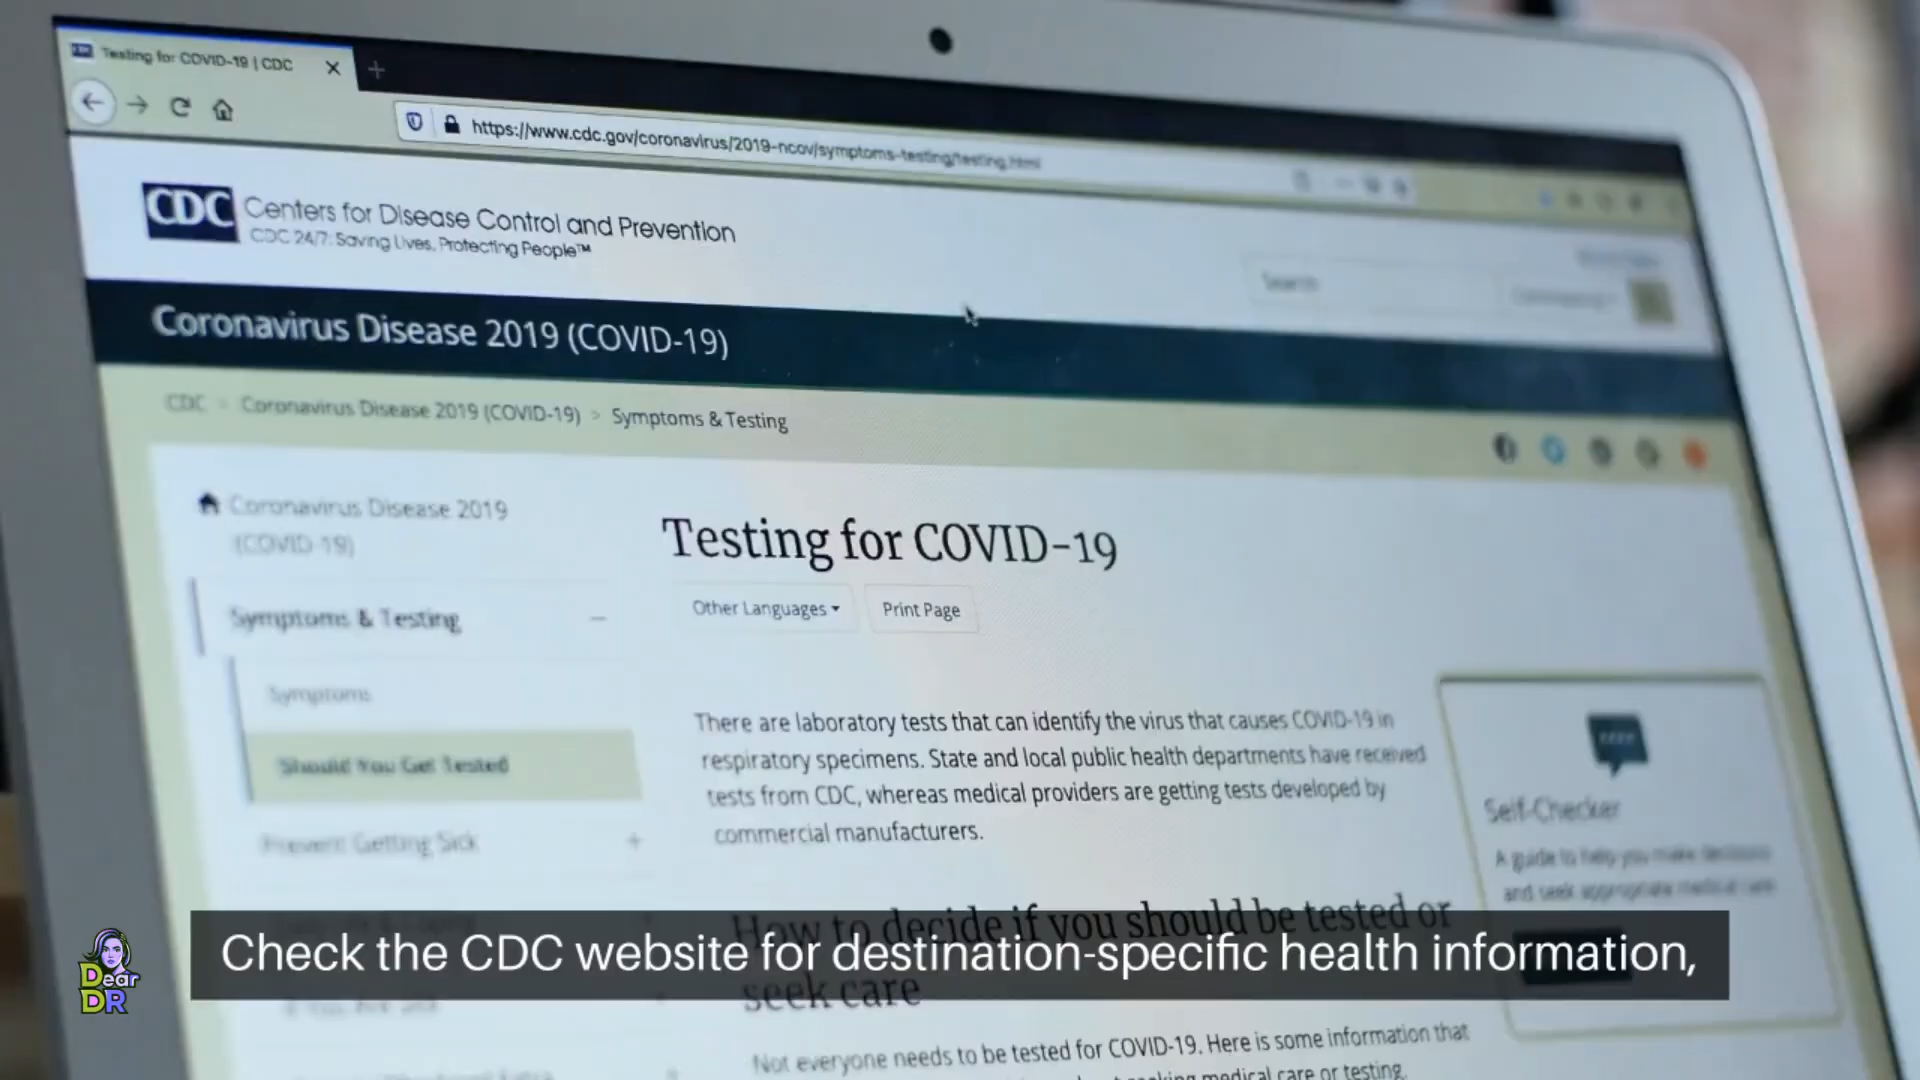 Testing for COVID-19 | CDC
https://www.cdc.gov/coronavirus/2019-ncov/symptoms-testing/testing.html
CDC Centers for Disease Control and Prevention
CDC 24/7: Saving Lives, Protecting People™
Search
Coronavirus Disease 2019 (COVID-19)
CDC > Coronavirus Disease 2019 (COVID-19) > Symptoms & Testing
Coronavirus Disease 2019
(COVID-19)
Symptoms & Testing
Symptoms
Should You Get Tested
Prevent Getting Sick
Testing for COVID-19
Other Languages
Print Page
There are laboratory tests that can identify the virus that causes COVID-19 in
respiratory specimens. State and local public health departments have received
tests from CDC, whereas medical providers are getting tests developed by
commercial manufacturers.
Self-Checker
A guide to help you make decisions
and seek appropriate medical care
How to decide if you should be tested or
seek care
Not everyone needs to be tested for COVID-19. Here is some information that
medical care or testing.
Check the CDC website for destination-specific health information,
Dear
DR